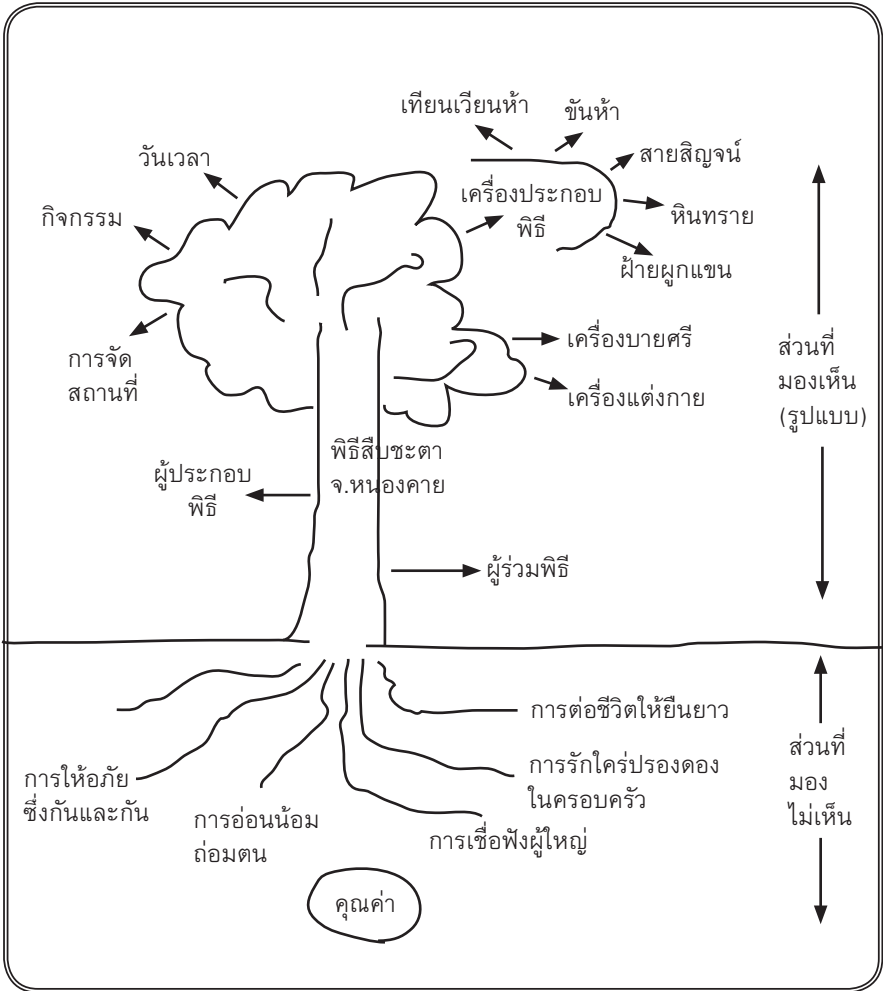 เทียนเวียนห้า
ขันห้า
สายสิญจน์
วันเวลา
เครื่องประกอบ
พิธี
หินทราย
กิจกรรม
ฝ้ายผูกแขน
การจัด
สถานที่
เครื่องบายศรี
เครื่องแต่งกาย
ส่วนที่
มองเห็น
(รูปแบบ)
พิธีสืบชะตา
จ.หนองคาย
ผู้ประกอบ
พิธี
ผู้ร่วมพิธี
การต่อชีวิตให้ยืนยาว
การรักใคร่ปรองดอง
ในครอบครัว
ส่วนที่
มอง
ไม่เห็น
การให้อภัย
ซึ่งกันและกัน
การอ่อนน้อม
ถ่อมตน
การเชื่อฟังผู้ใหญ่
คุณค่า